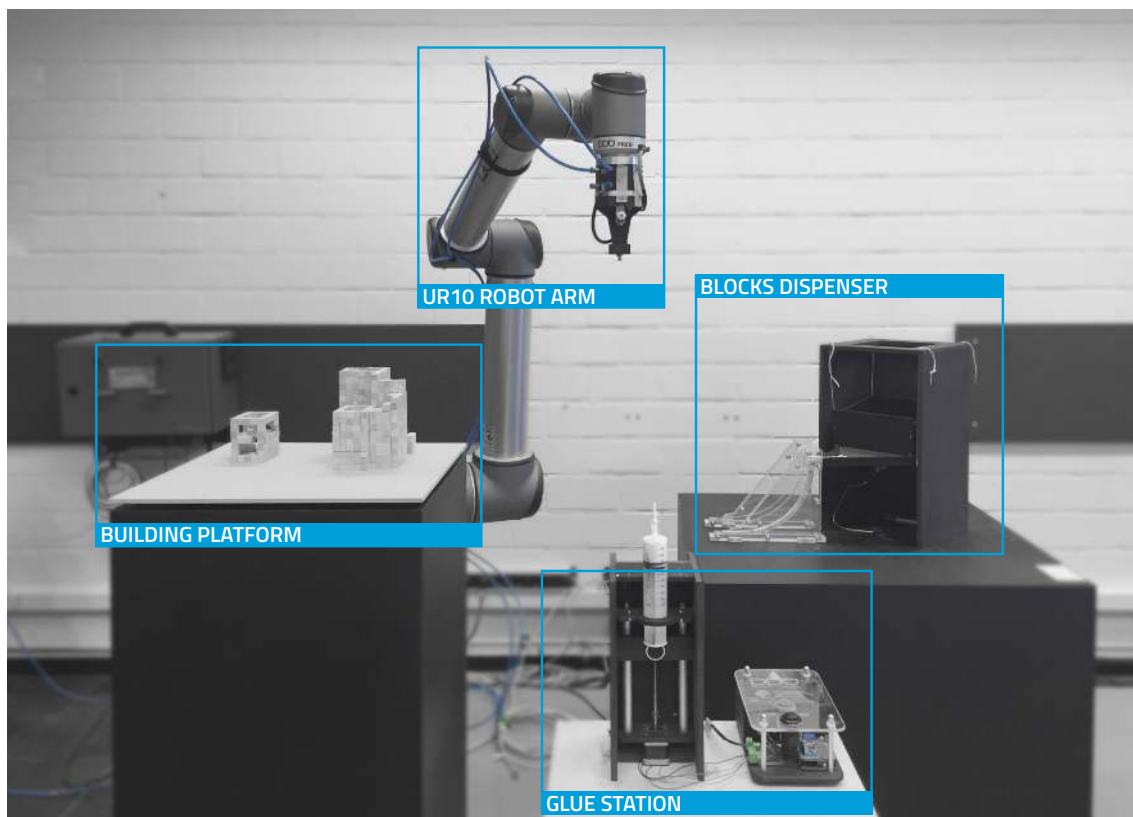 UR10 ROBOT ARM
BLOCKS DISPENSER
BUILDING PLATFORM
GLUE STATION